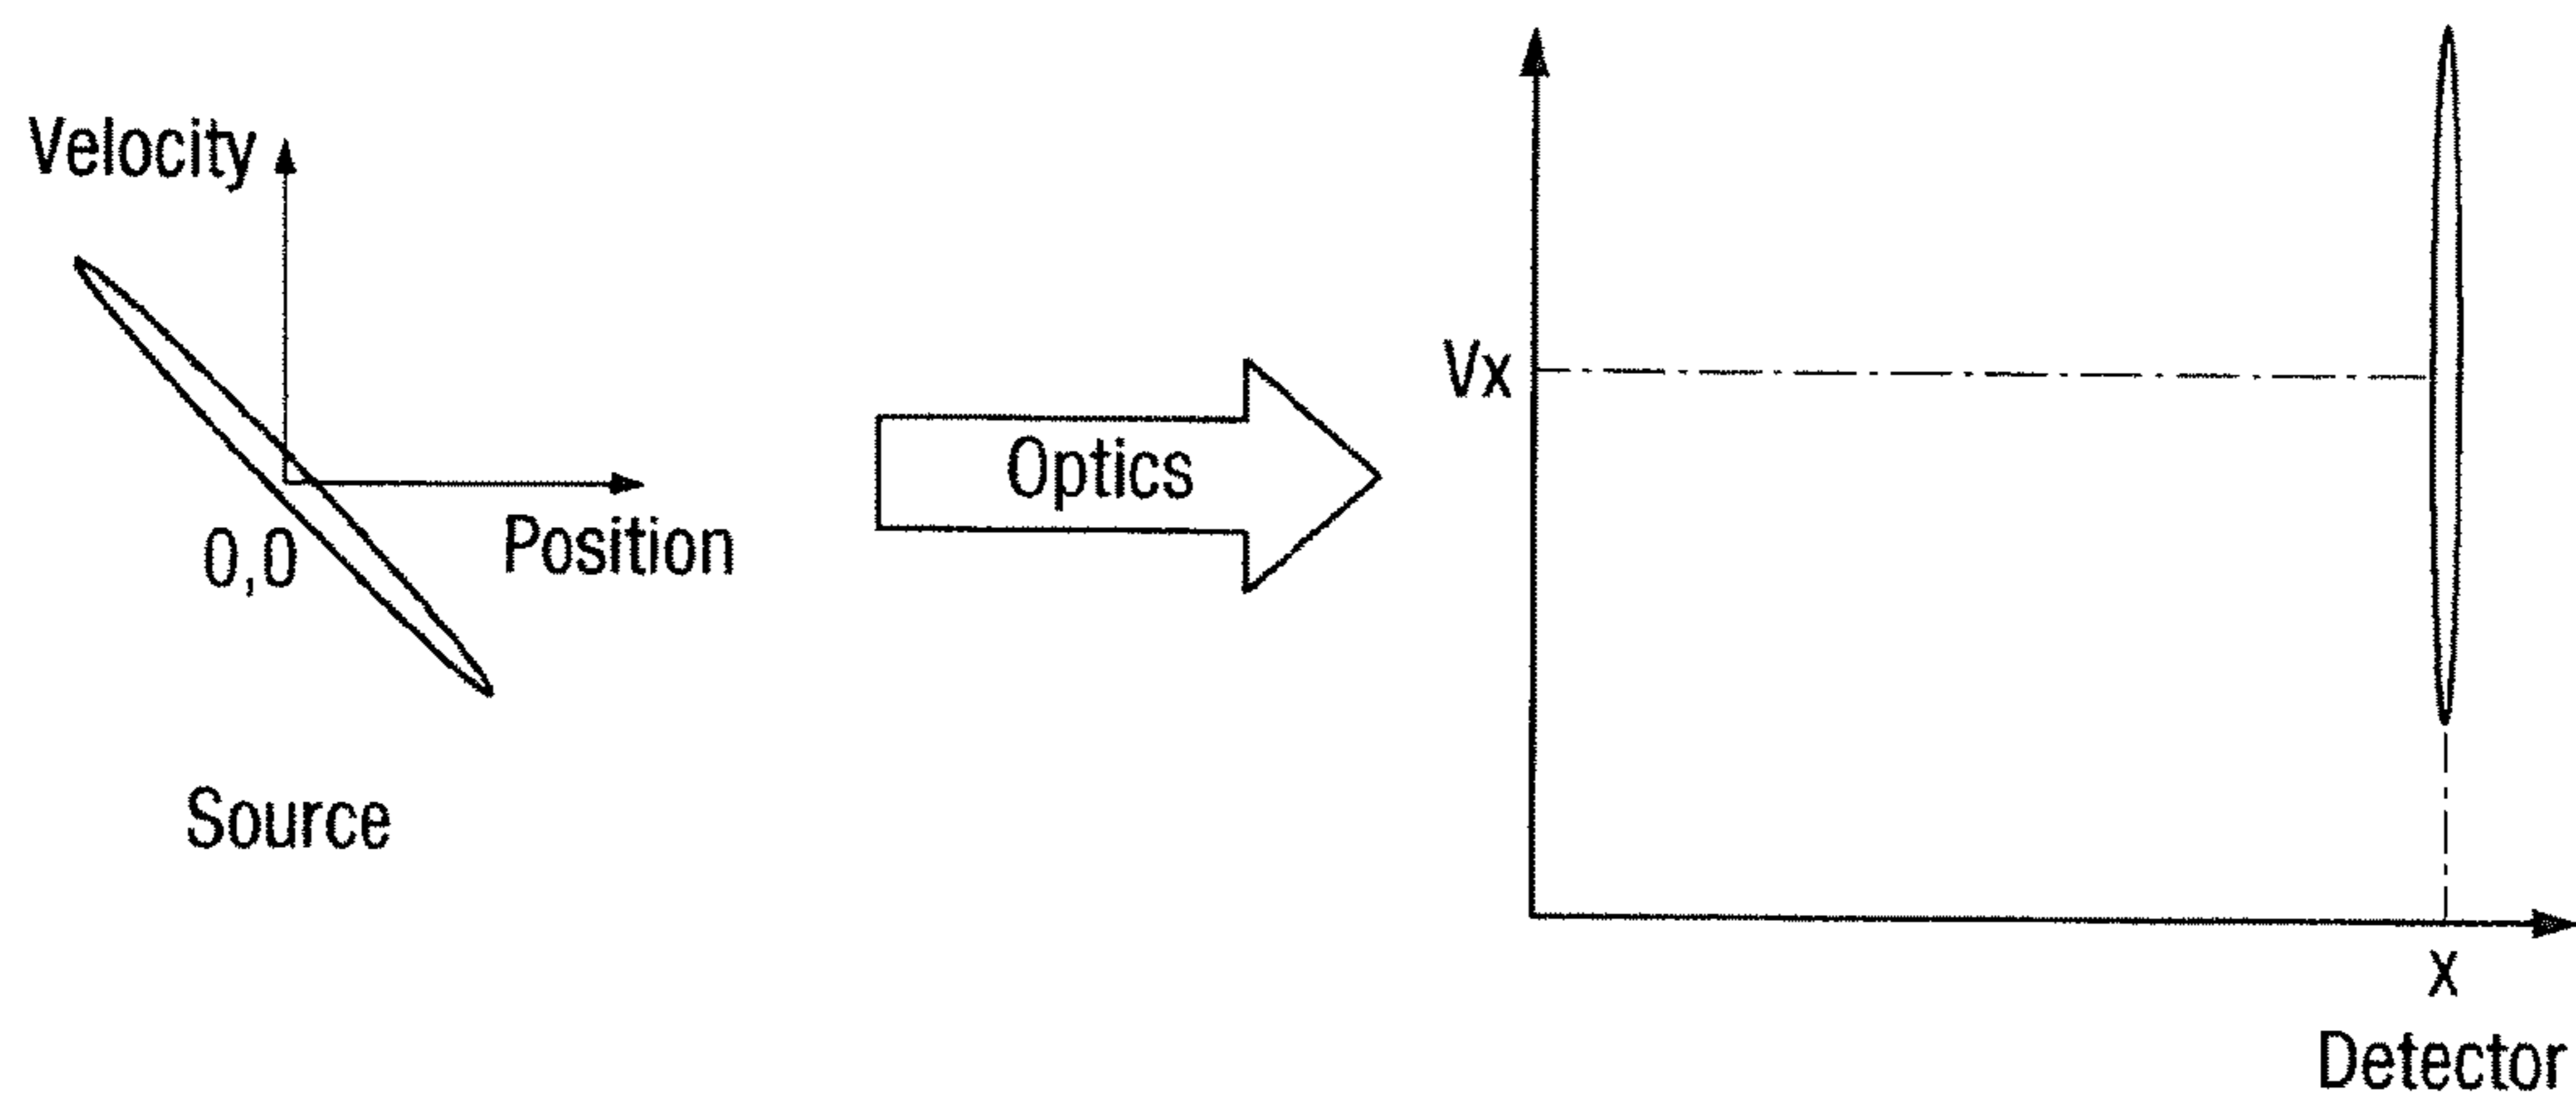 Velocity
0,0
Position
Source
Optics
Vx
x
Detector